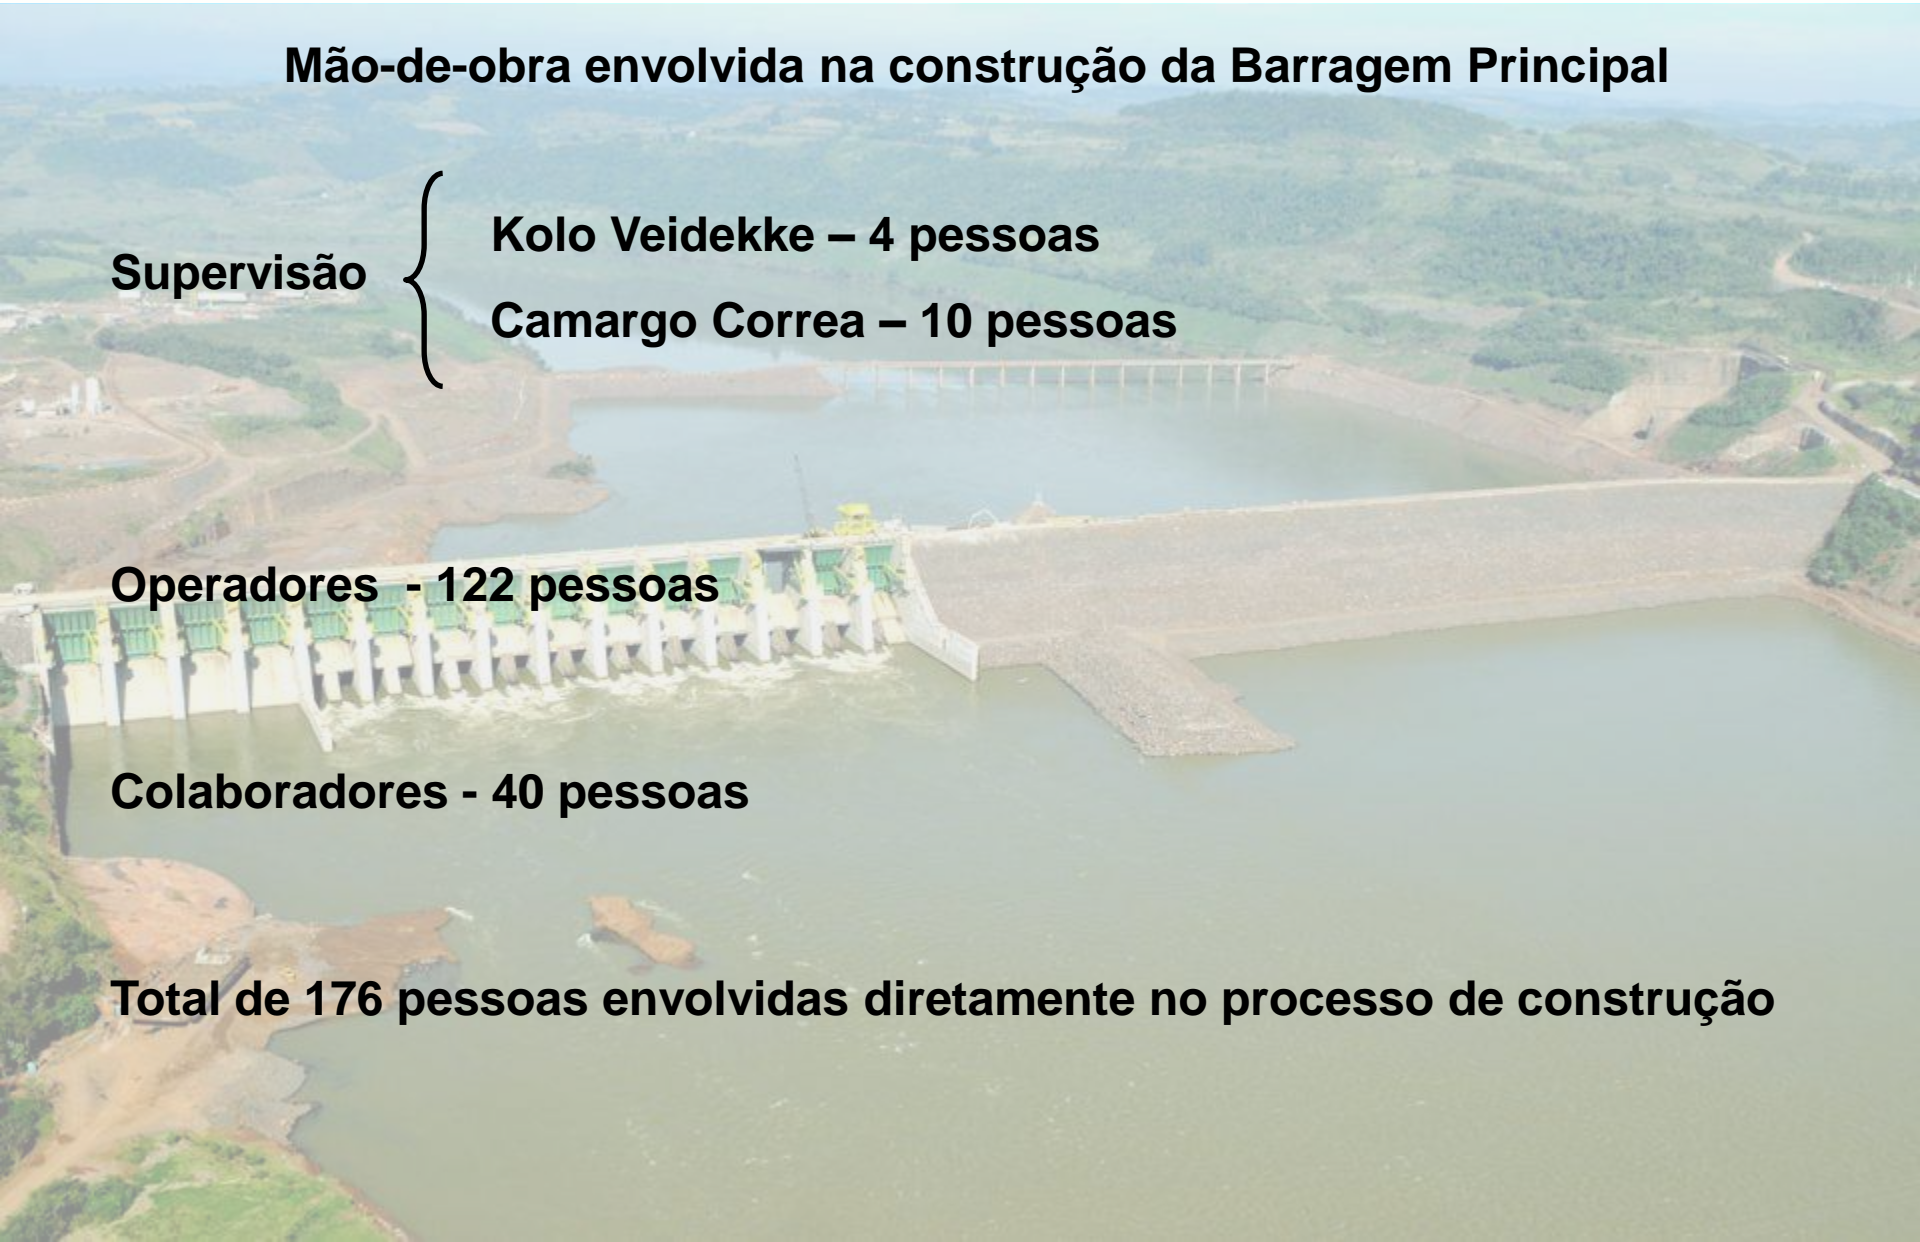 Mão-de-obra envolvida na construção da Barragem Principal
Supervisão
Kolo Veidekke – 4 pessoas
Camargo Correa – 10 pessoas
Operadores - 122 pessoas
Colaboradores - 40 pessoas
Total de 176 pessoas envolvidas diretamente no processo de construção